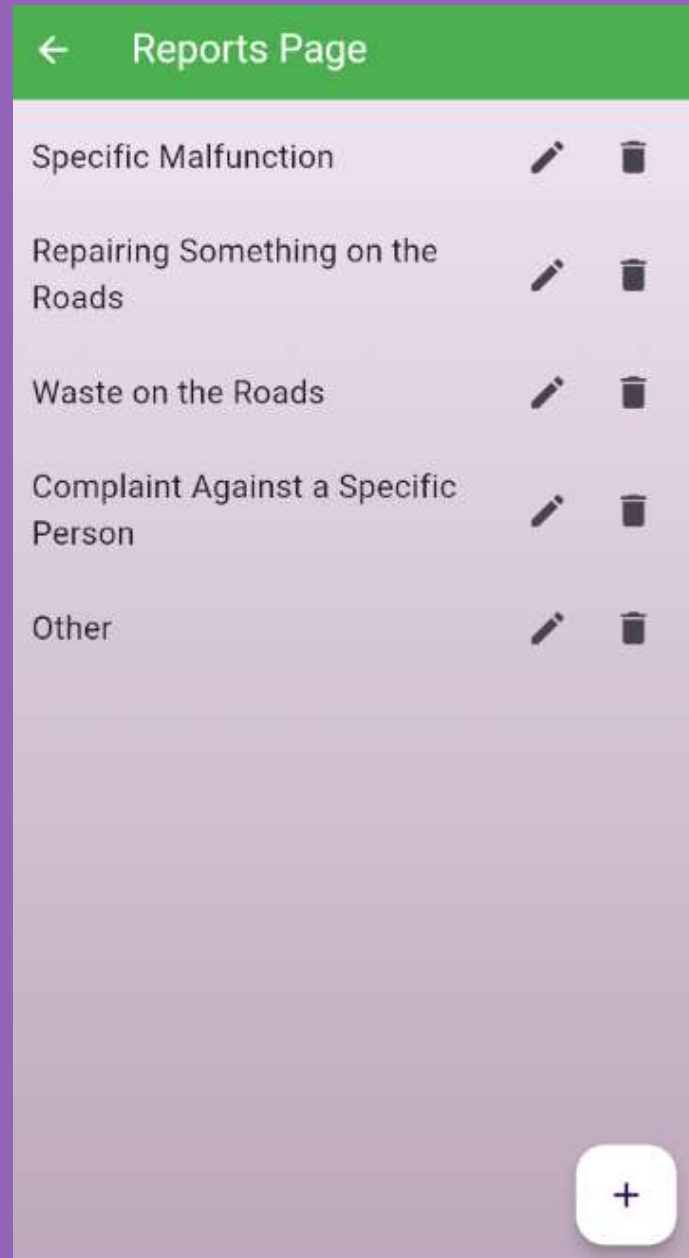 Reports Page
Specific Malfunction
Repairing Something on the
Roads
Waste on the Roads
Complaint Against a Specific
Person
Other
+